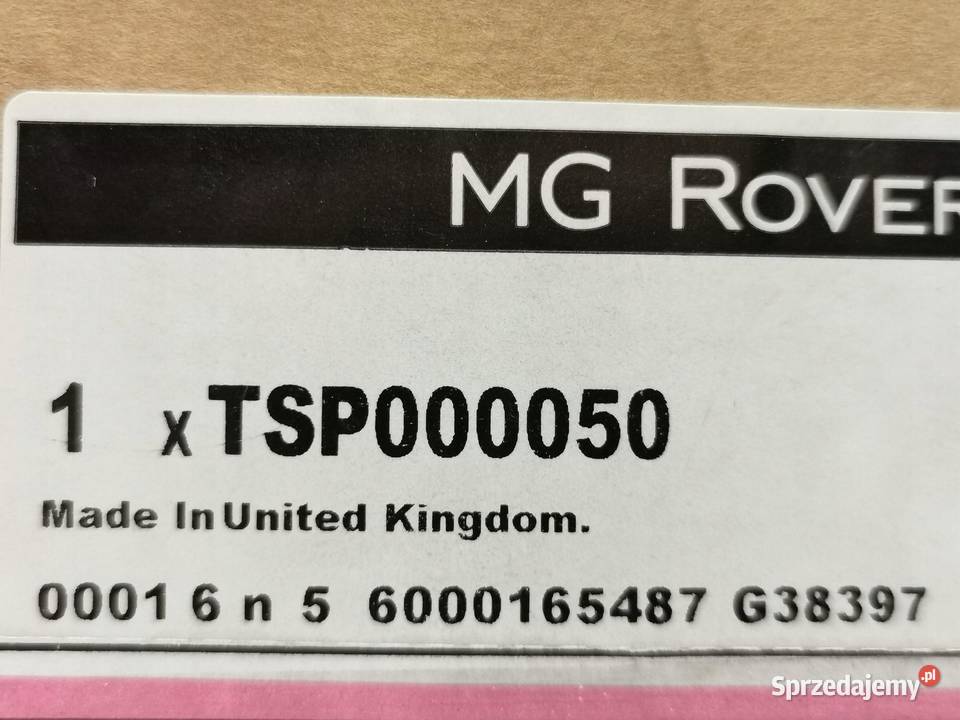 MG ROVER
1 x TSP000050
Made In United Kingdom.
0001 6 n 5 6000165487 G38397
Sprzedajemy.pl